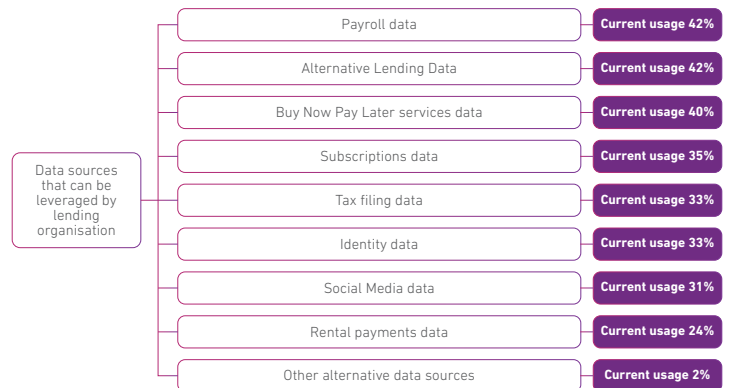 Payroll data
Current usage 42%
Alternative Lending Data
Current usage 42%
Buy Now Pay Later services data
Current usage 40%
Data sources
that can be
leveraged by
lending
organisation
Subscriptions data
Current usage 35%
Tax filing data
Current usage 33%
Identity data
Current usage 33%
Social Media data
Current usage 31%
Rental payments data
Current usage 24%
Other alternative data sources
Current usage 2%